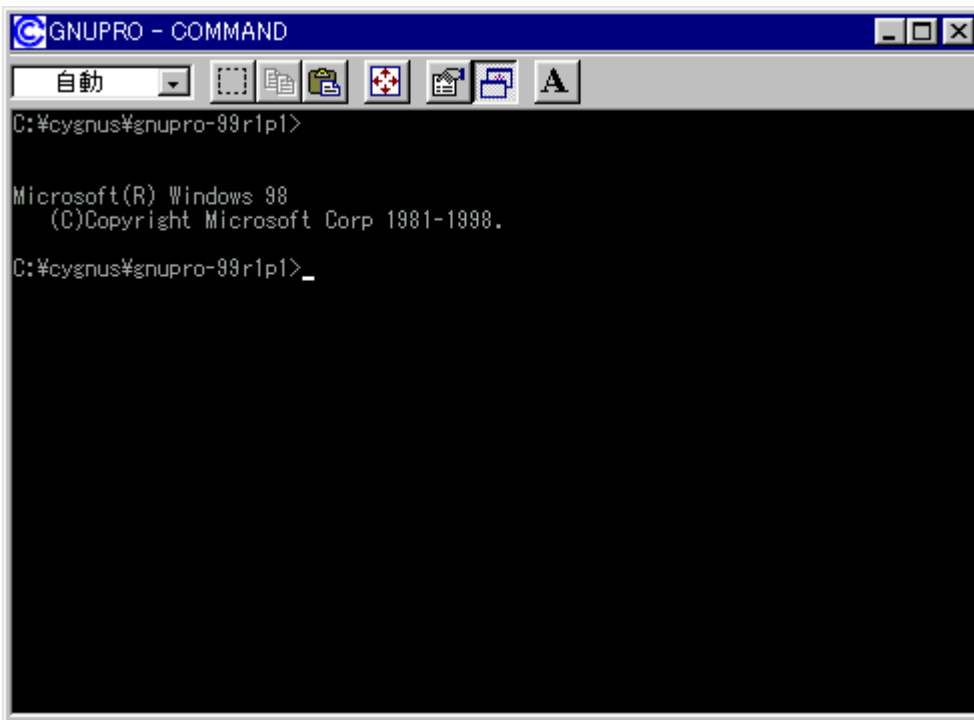 GNUPRO - COMMAND
自動
A
C:¥cygnus¥gnupro-99r1p1>
Microsoft(R) Windows 98
(C)Copyright Microsoft Corp 1981-1998.
C:¥cygnus¥gnupro-99r1p1>_